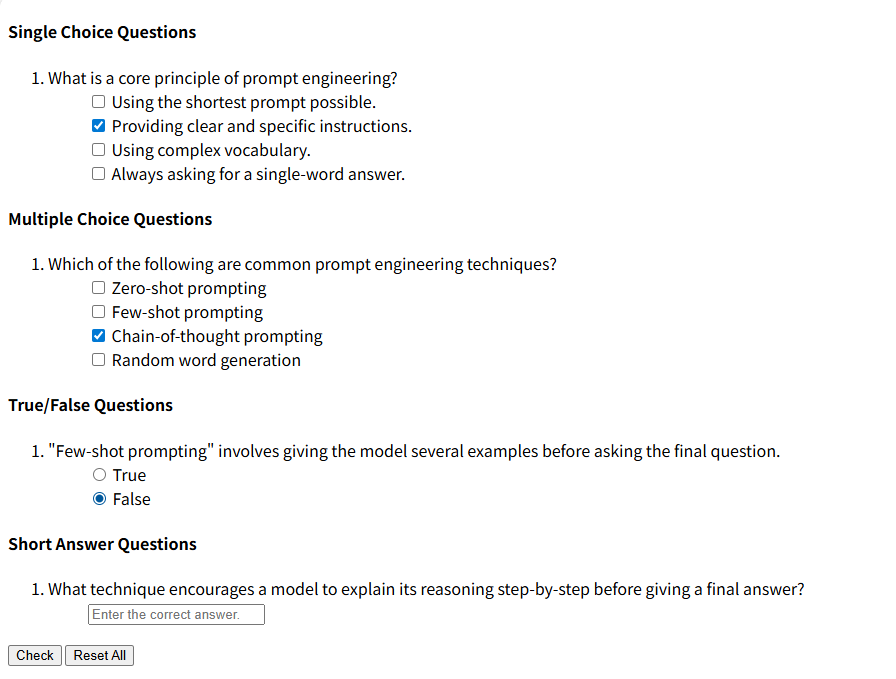 Single Choice Questions
1. What is a core principle of prompt engineering?
Using the shortest prompt possible.
Providing clear and specific instructions.
Using complex vocabulary.
Always asking for a single-word answer.
Multiple Choice Questions
1. Which of the following are common prompt engineering techniques?
Zero-shot prompting
Few-shot prompting
Chain-of-thought prompting
Random word generation
True/False Questions
1. "Few-shot prompting" involves giving the model several examples before asking the final question.
True
False
Short Answer Questions
1. What technique encourages a model to explain its reasoning step-by-step before giving a final answer?
Enter the correct answer.
Check Reset All